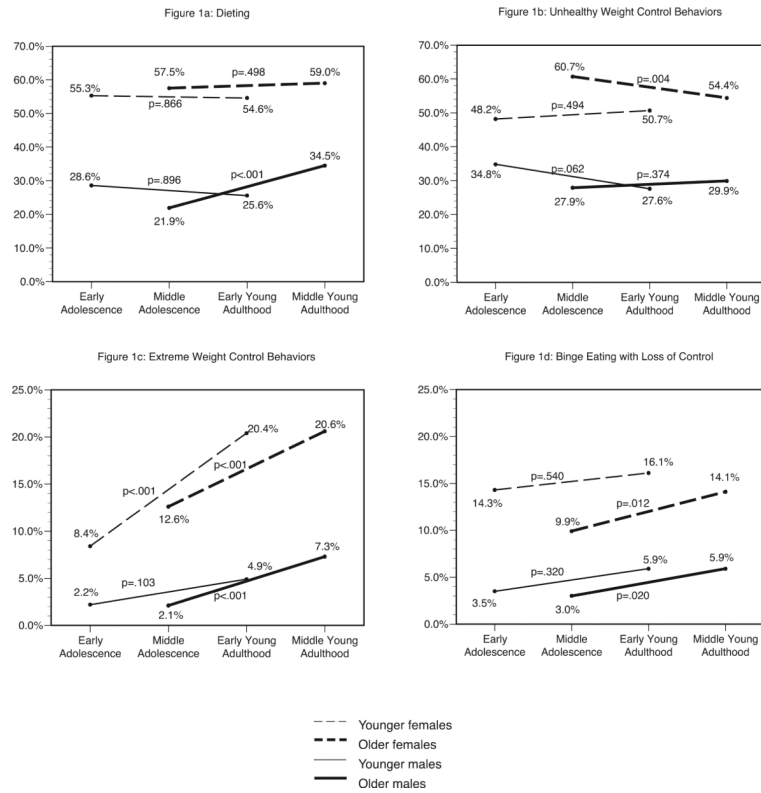 Figure 1a: Dieting
70.0%
60.0%
50.0%
40.0%
30.0%
20.0%
10.0%
0.0%
55.3%
57.5%
p=.498
59.0%
p=.866
54.6%
28.6%
p=.896
p<.001
34.5%
21.9%
25.6%
Early Adolescence
Middle Adolescence
Early Young Adulthood
Middle Young Adulthood
Figure 1b: Unhealthy Weight Control Behaviors
70.0%
60.0%
50.0%
40.0%
30.0%
20.0%
10.0%
0.0%
60.7%
p=.004
54.4%
48.2%
p=.494
50.7%
34.8%
p=.062
p=.374
27.9%
27.6%
29.9%
Early Adolescence
Middle Adolescence
Early Young Adulthood
Middle Young Adulthood
Figure 1c: Extreme Weight Control Behaviors
25.0%
20.0%
15.0%
10.0%
5.0%
0.0%
20.4%
20.6%
p<.001
p<.001
12.6%
8.4%
7.3%
4.9%
p=.103
2.2%
p<.001
2.1%
Early Adolescence
Middle Adolescence
Early Young Adulthood
Middle Young Adulthood
Figure 1d: Binge Eating with Loss of Control
25.0%
20.0%
15.0%
10.0%
5.0%
0.0%
16.1%
p=.540
14.3%
14.1%
9.9%
p=.012
5.9%
5.9%
p=.320
3.5%
3.0%
p=.020
Early Adolescence
Middle Adolescence
Early Young Adulthood
Middle Young Adulthood
Younger females
Older females
Younger males
Older males